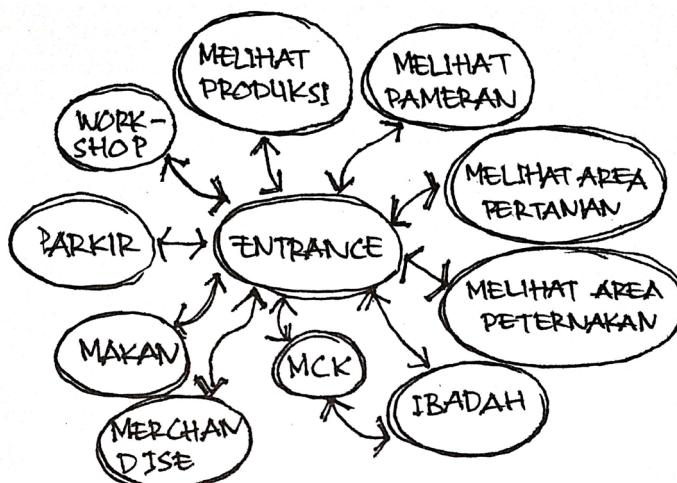 MELIHAT
PRODUKSI
MELIHAT
PAMERAN
WORK-
SHOP
MELIHAT AREA
PERTANIAN
PARKIR
ENTRANCE
MELIHAT AREA
PETERNAKAN
MAKAN
MCK
IBADAH
MERCHAN
DISE